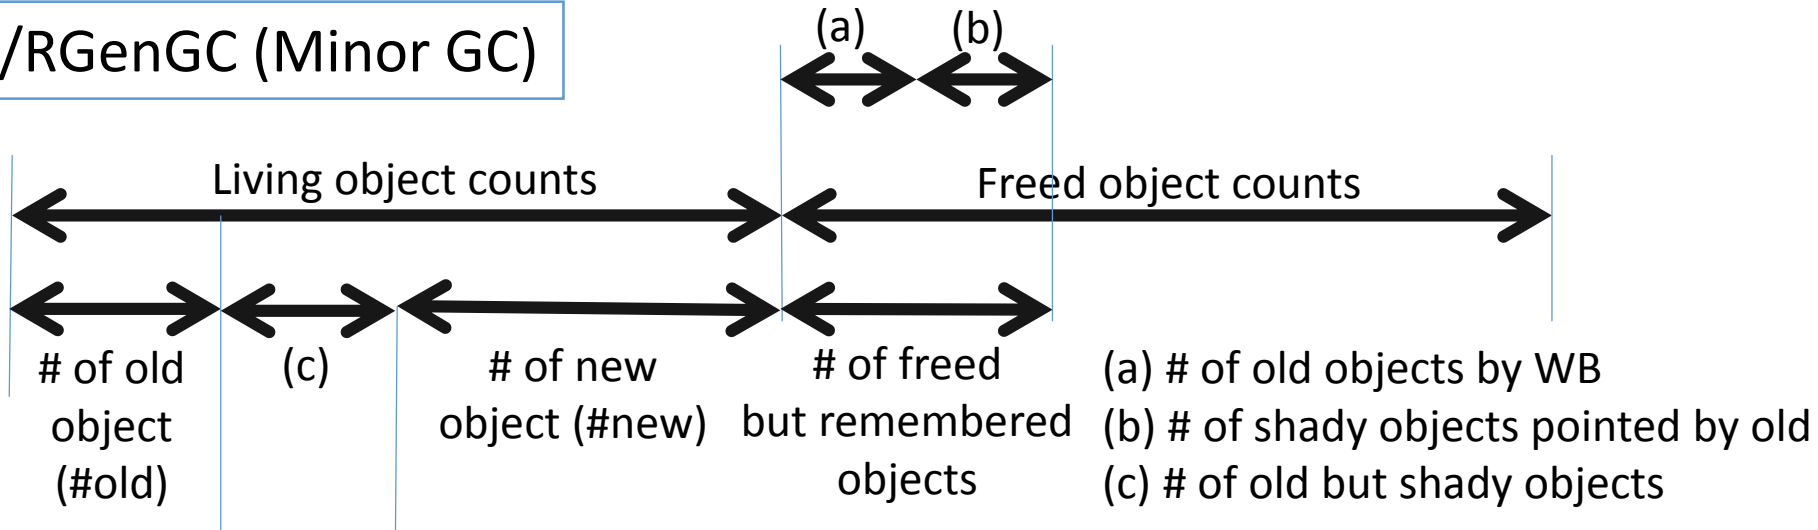 /RGenGC (Minor GC)
(a) (b)
Living object counts
Freed object counts
# of old
object
(#old)
(c)
# of new
object (#new)
# of freed
but remembered
objects
(a) # of old objects by WB
(b) # of shady objects pointed by old
(c) # of old but shady objects